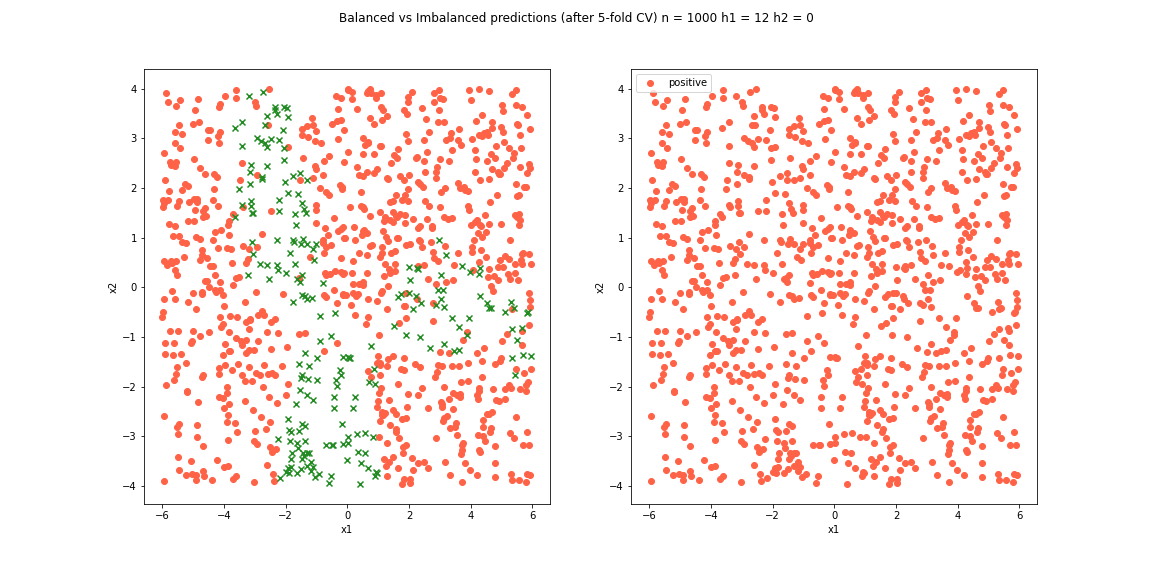 Balanced vs Imbalanced predictions (after 5-fold CV) n = 1000 h1 = 12 h2 = 0
4
3
2
1
0
−1
−2
−3
−4
x2
−6 −4 −2 0 2 4 6
x1
positive
4
3
2
1
0
−1
−2
−3
−4
x2
−6 −4 −2 0 2 4 6
x1